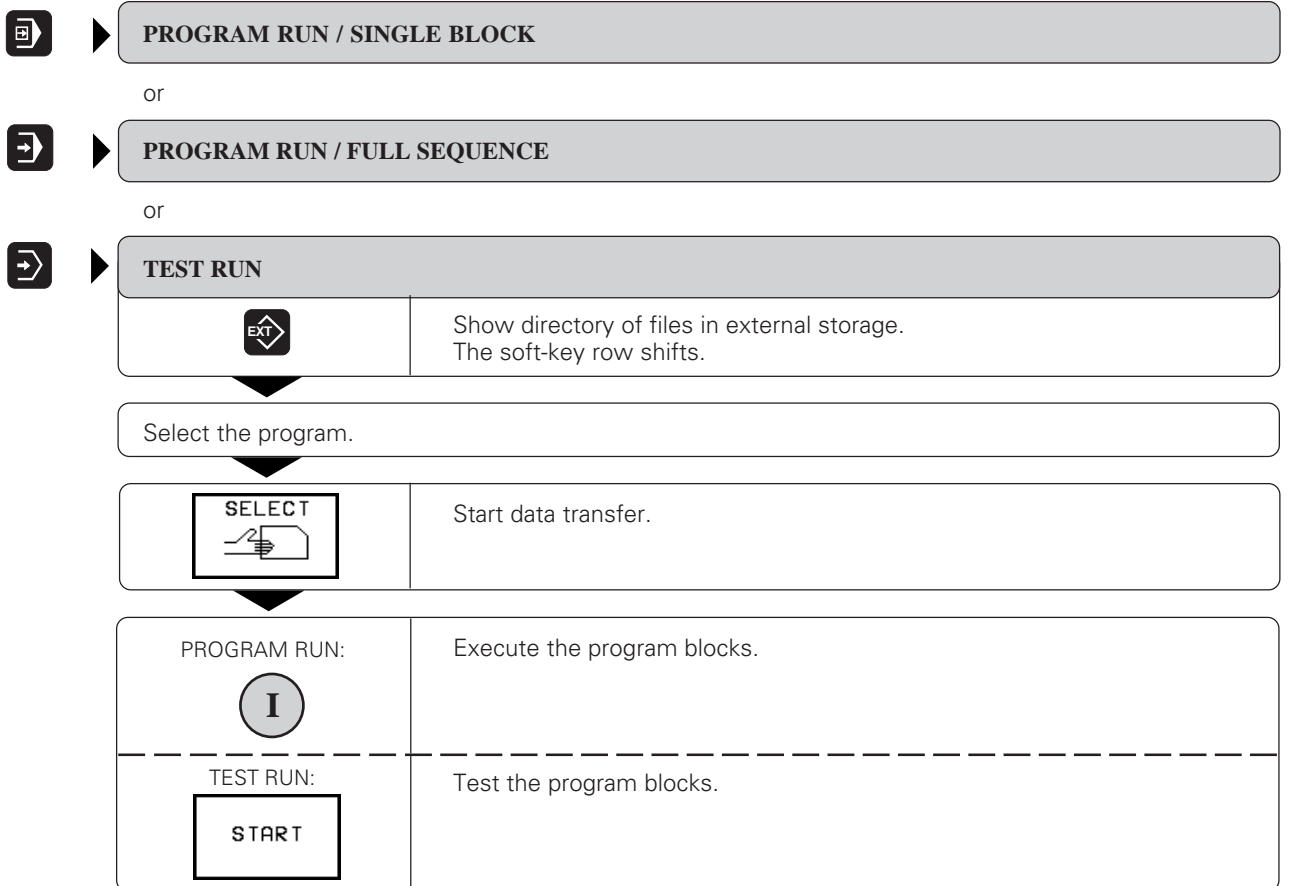 PROGRAM RUN / SINGLE BLOCK
or
PROGRAM RUN / FULL SEQUENCE
or
TEST RUN
EXT
Show directory of files in external storage.
The soft-key row shifts.
Select the program.
SELECT
Start data transfer.
PROGRAM RUN:
I
Execute the program blocks.
TEST RUN:
START
Test the program blocks.